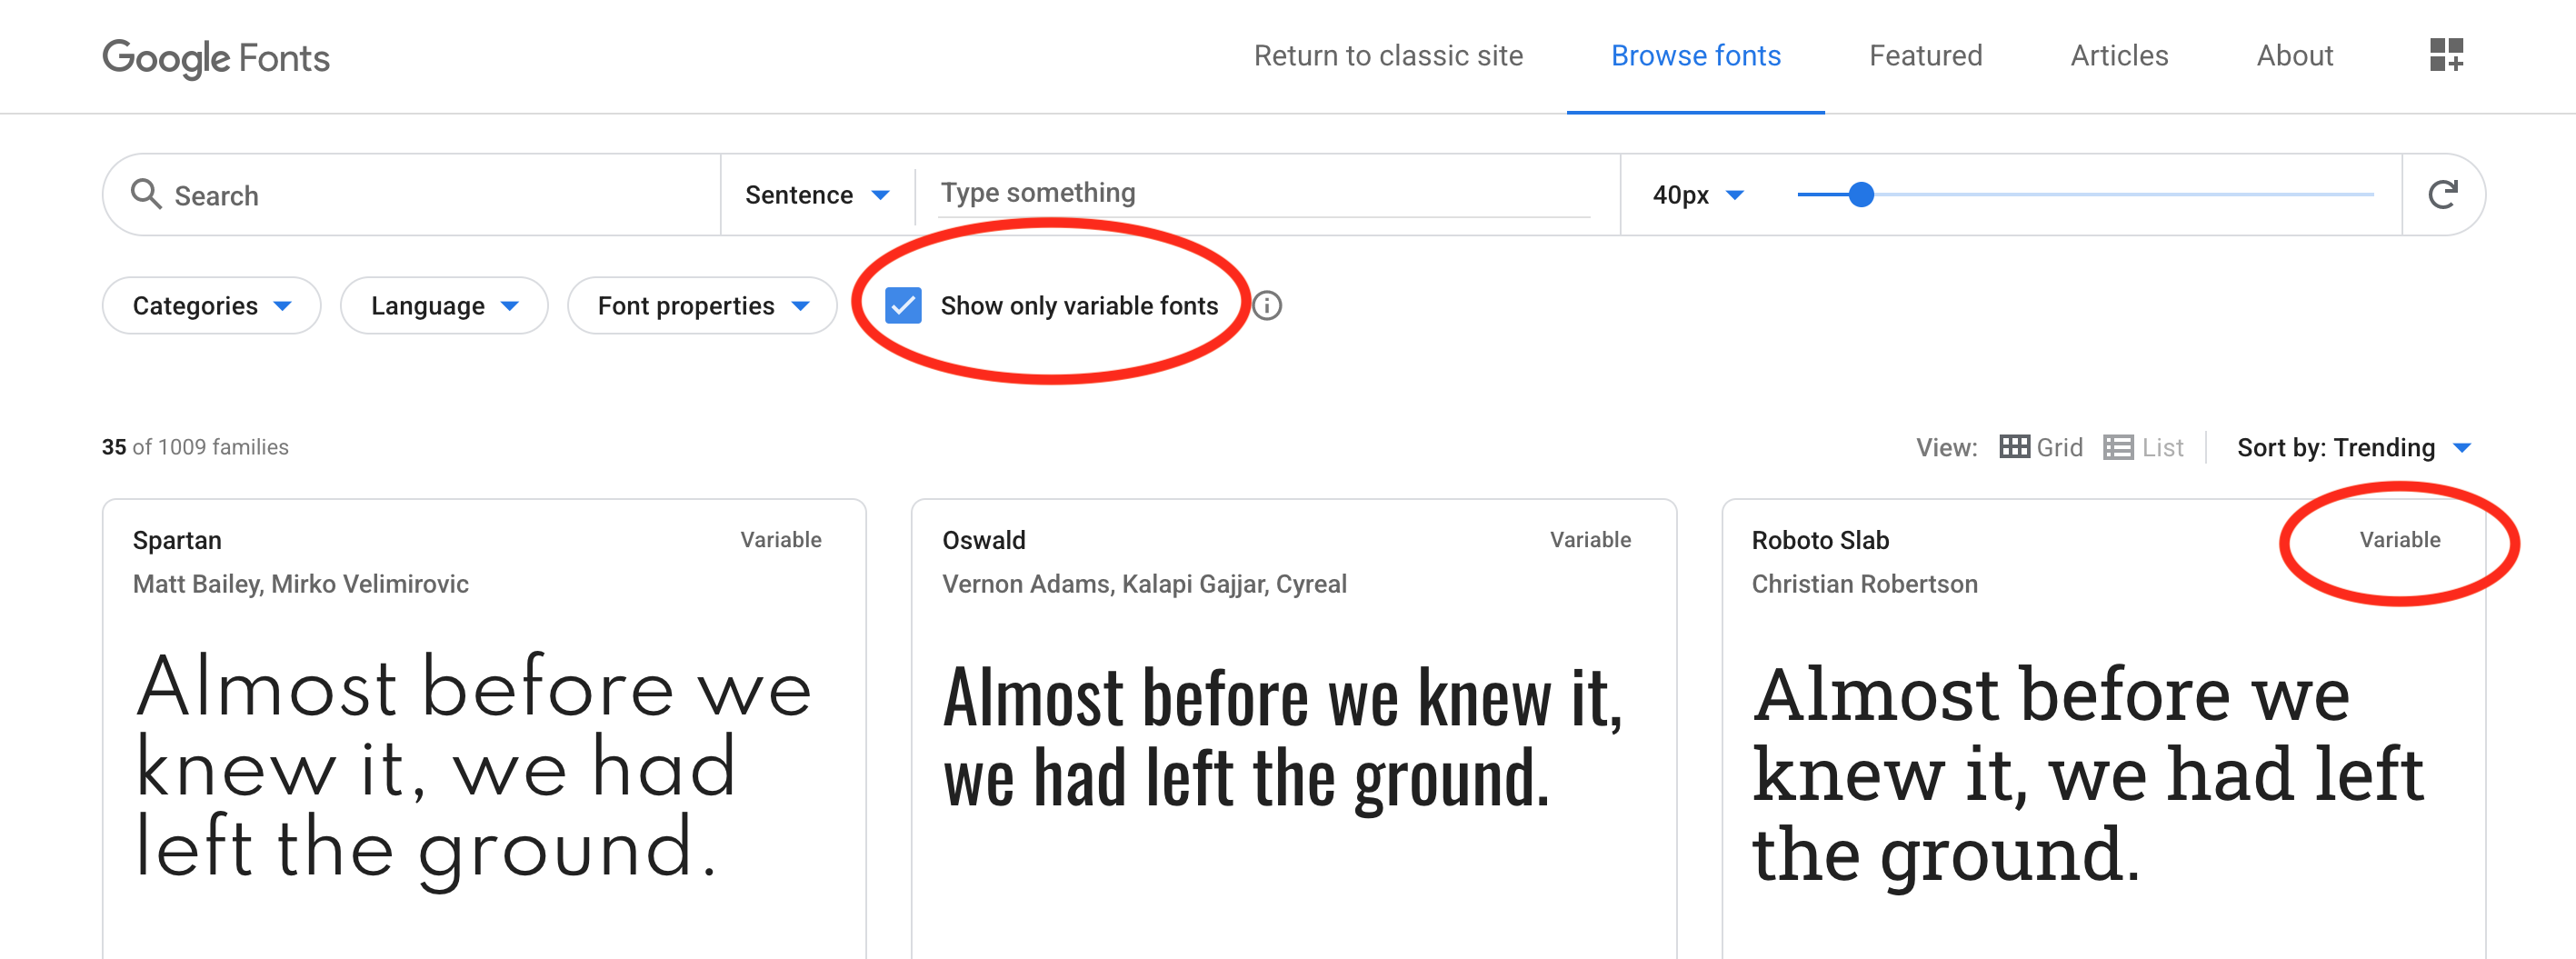 Google Fonts
Return to classic site Browse fonts Featured Articles About
Search Sentence Type something 40px
Categories Language Font properties Show only variable fonts
35 of 1009 families
View: Grid List Sort by: Trending
Spartan Variable
Matt Bailey, Mirko Velimirovic
Almost before we
knew it, we had
left the ground.
Oswald Variable
Vernon Adams, Kalapi Gajjar, Cyreal
Almost before we knew it,
we had left the ground.
Roboto Slab Variable
Christian Robertson
Almost before we
knew it, we had left
the ground.